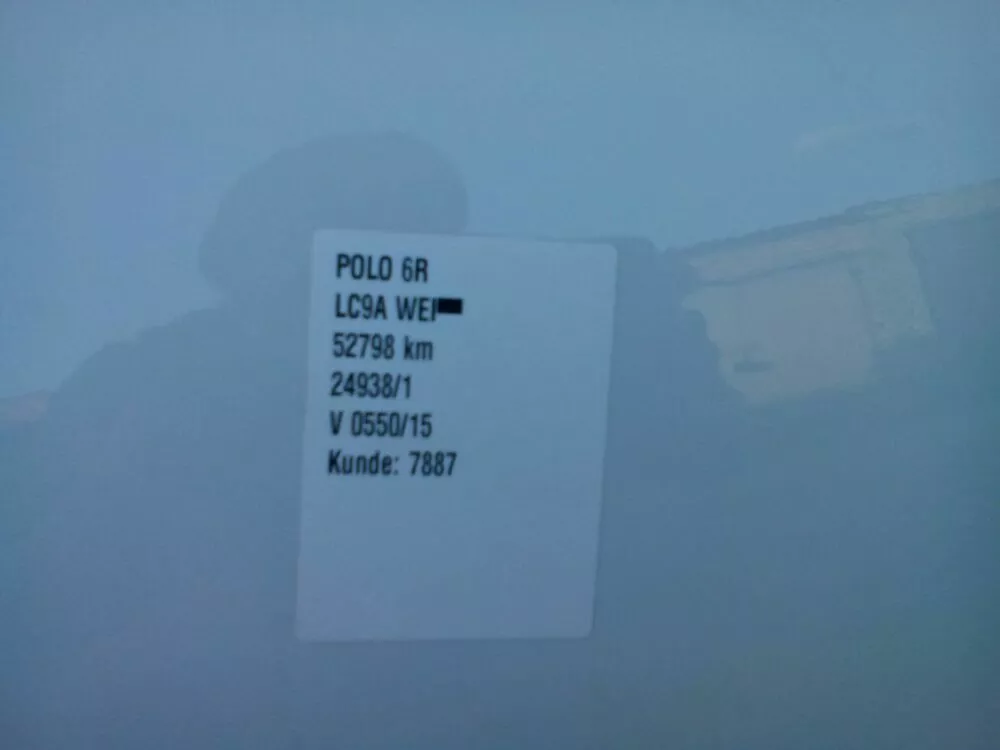 POLO 6R
LC9A WEI
52798 km
24938/1
V 0550/15
Kunde: 7887